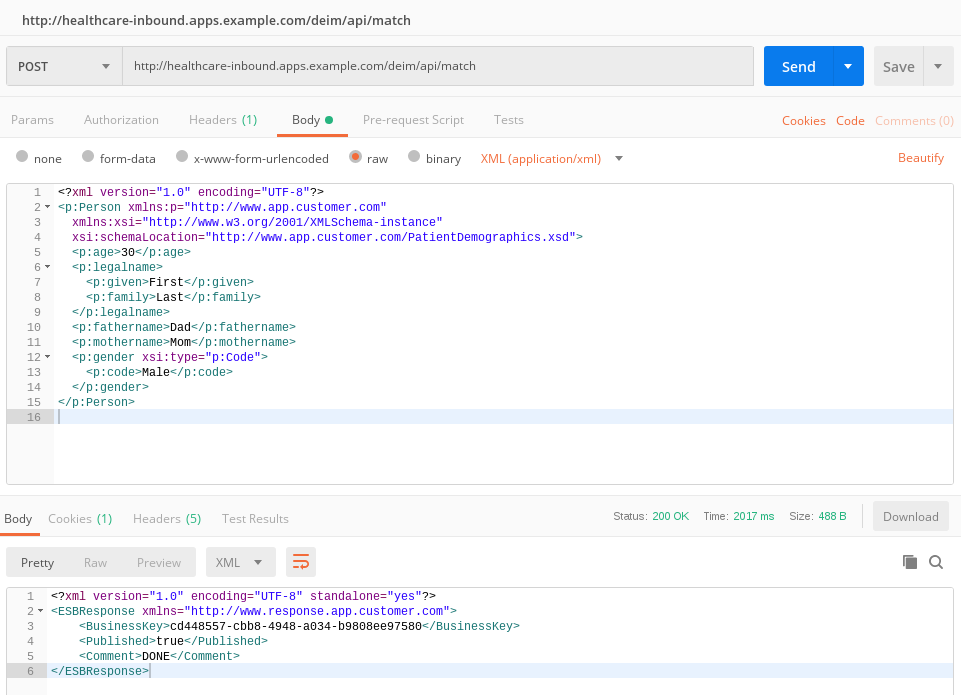 http://healthcare-inbound.apps.example.com/deim/api/match
POST http://healthcare-inbound.apps.example.com/deim/api/match Send Save
Params Authorization Headers (1) Body Pre-request Script Tests Cookies Code Comments (0)
none form-data x-www-form-urlencoded raw binary XML (application/xml) Beautify
1 <?xml version="1.0" encoding="UTF-8"?>
2 <p:Person xmlns:p="http://www.app.customer.com"
3 xmlns:xsi="http://www.w3.org/2001/XMLSchema-instance"
4 xsi:schemaLocation="http://www.app.customer.com/PatientDemographics.xsd">
5 <p:age>30</p:age>
6 <p:legalname>
7 <p:given>First</p:given>
8 <p:family>Last</p:family>
9 </p:legalname>
10 <p:fathername>Dad</p:fathername>
11 <p:mothername>Mom</p:mothername>
12 <p:gender xsi:type="p:Code">
13 <p:code>Male</p:code>
14 </p:gender>
15 </p:Person>
16
Body Cookies (1) Headers (5) Test Results Status: 200 OK Time: 2017 ms Size: 488 B Download
Pretty Raw Preview XML
1 <?xml version="1.0" encoding="UTF-8" standalone="yes"?>
2 <ESBResponse xmlns="http://www.response.app.customer.com">
3 <BusinessKey>cd448557-cbb8-4948-a034-b9808ee97580</BusinessKey>
4 <Published>true</Published>
5 <Comment>DONE</Comment>
6 </ESBResponse>